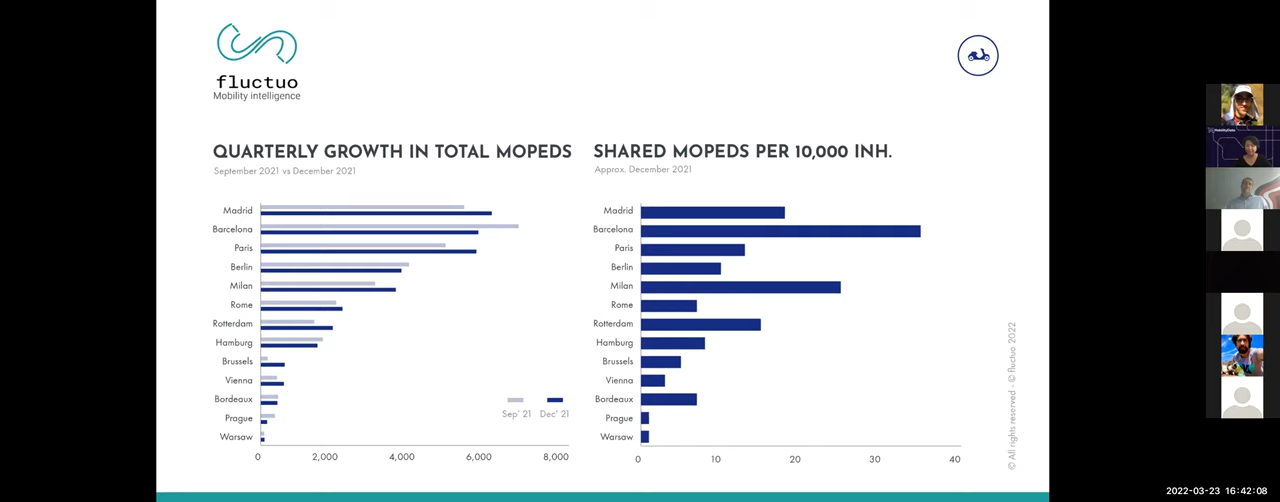 fluctuo
Mobility intelligence
QUARTERLY GROWTH IN TOTAL MOPEDS
September 2021 vs December 2021
Madrid
Barcelona
Paris
Berlin
Milan
Rome
Rotterdam
Hamburg
Brussels
Vienna
Bordeaux
Prague
Warsaw
Sep' 21 Dec' 21
0 2,000 4,000 6,000 8,000
SHARED MOPEDS PER 10,000 INH.
Approx. December 2021
Madrid
Barcelona
Paris
Berlin
Milan
Rome
Rotterdam
Hamburg
Brussels
Vienna
Bordeaux
Prague
Warsaw
0 10 20 30 40
© All rights reserved - © fluctuo 2022
MobilityData
2022-03-23 16:42:08